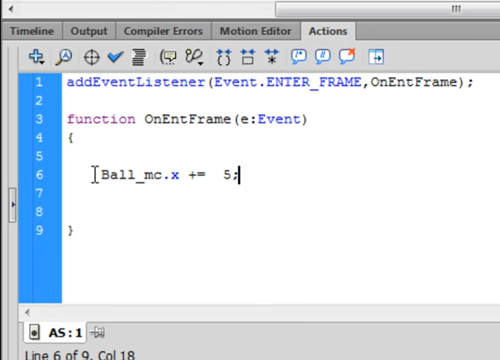 Timeline Output Compiler Errors Motion Editor Actions
1 addEventListener(Event.ENTER_FRAME,OnEntFrame);
2
3 function OnEntFrame(e:Event)
4 {
5
6 Ball_mc.x += 5;
7
8
9 }
AS:1
Line 6 of 9, Col 18